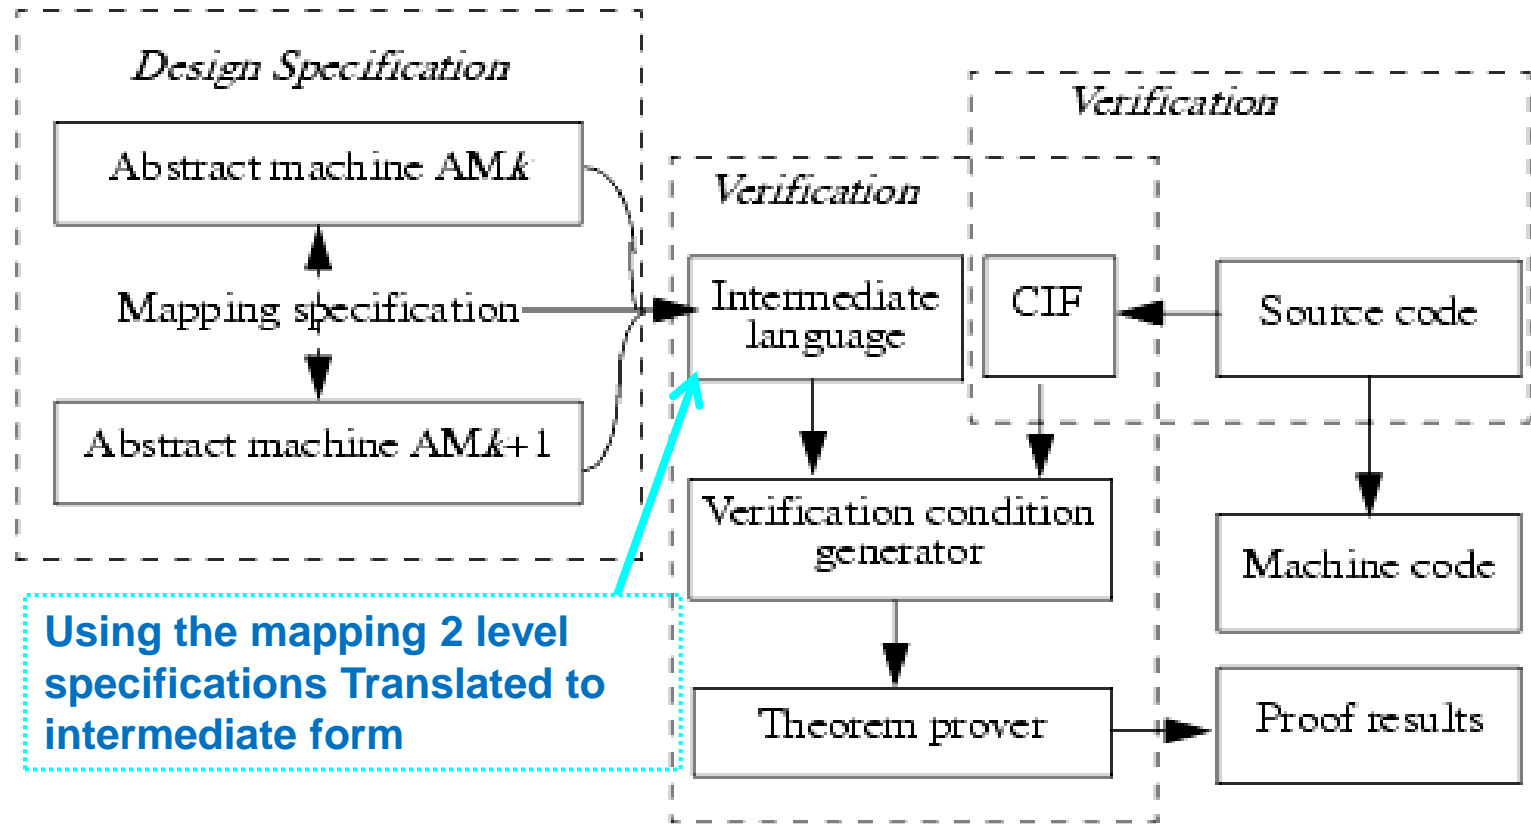 Design Specification
Abstract machine AMk
Mapping specification
Abstract machine AMk+1
Verification
Verification
Intermediate
language
CIF
Source code
Verification condition
generator
Machine code
Theorem prover
Proof results
Using the mapping 2 level
specifications Translated to
intermediate form